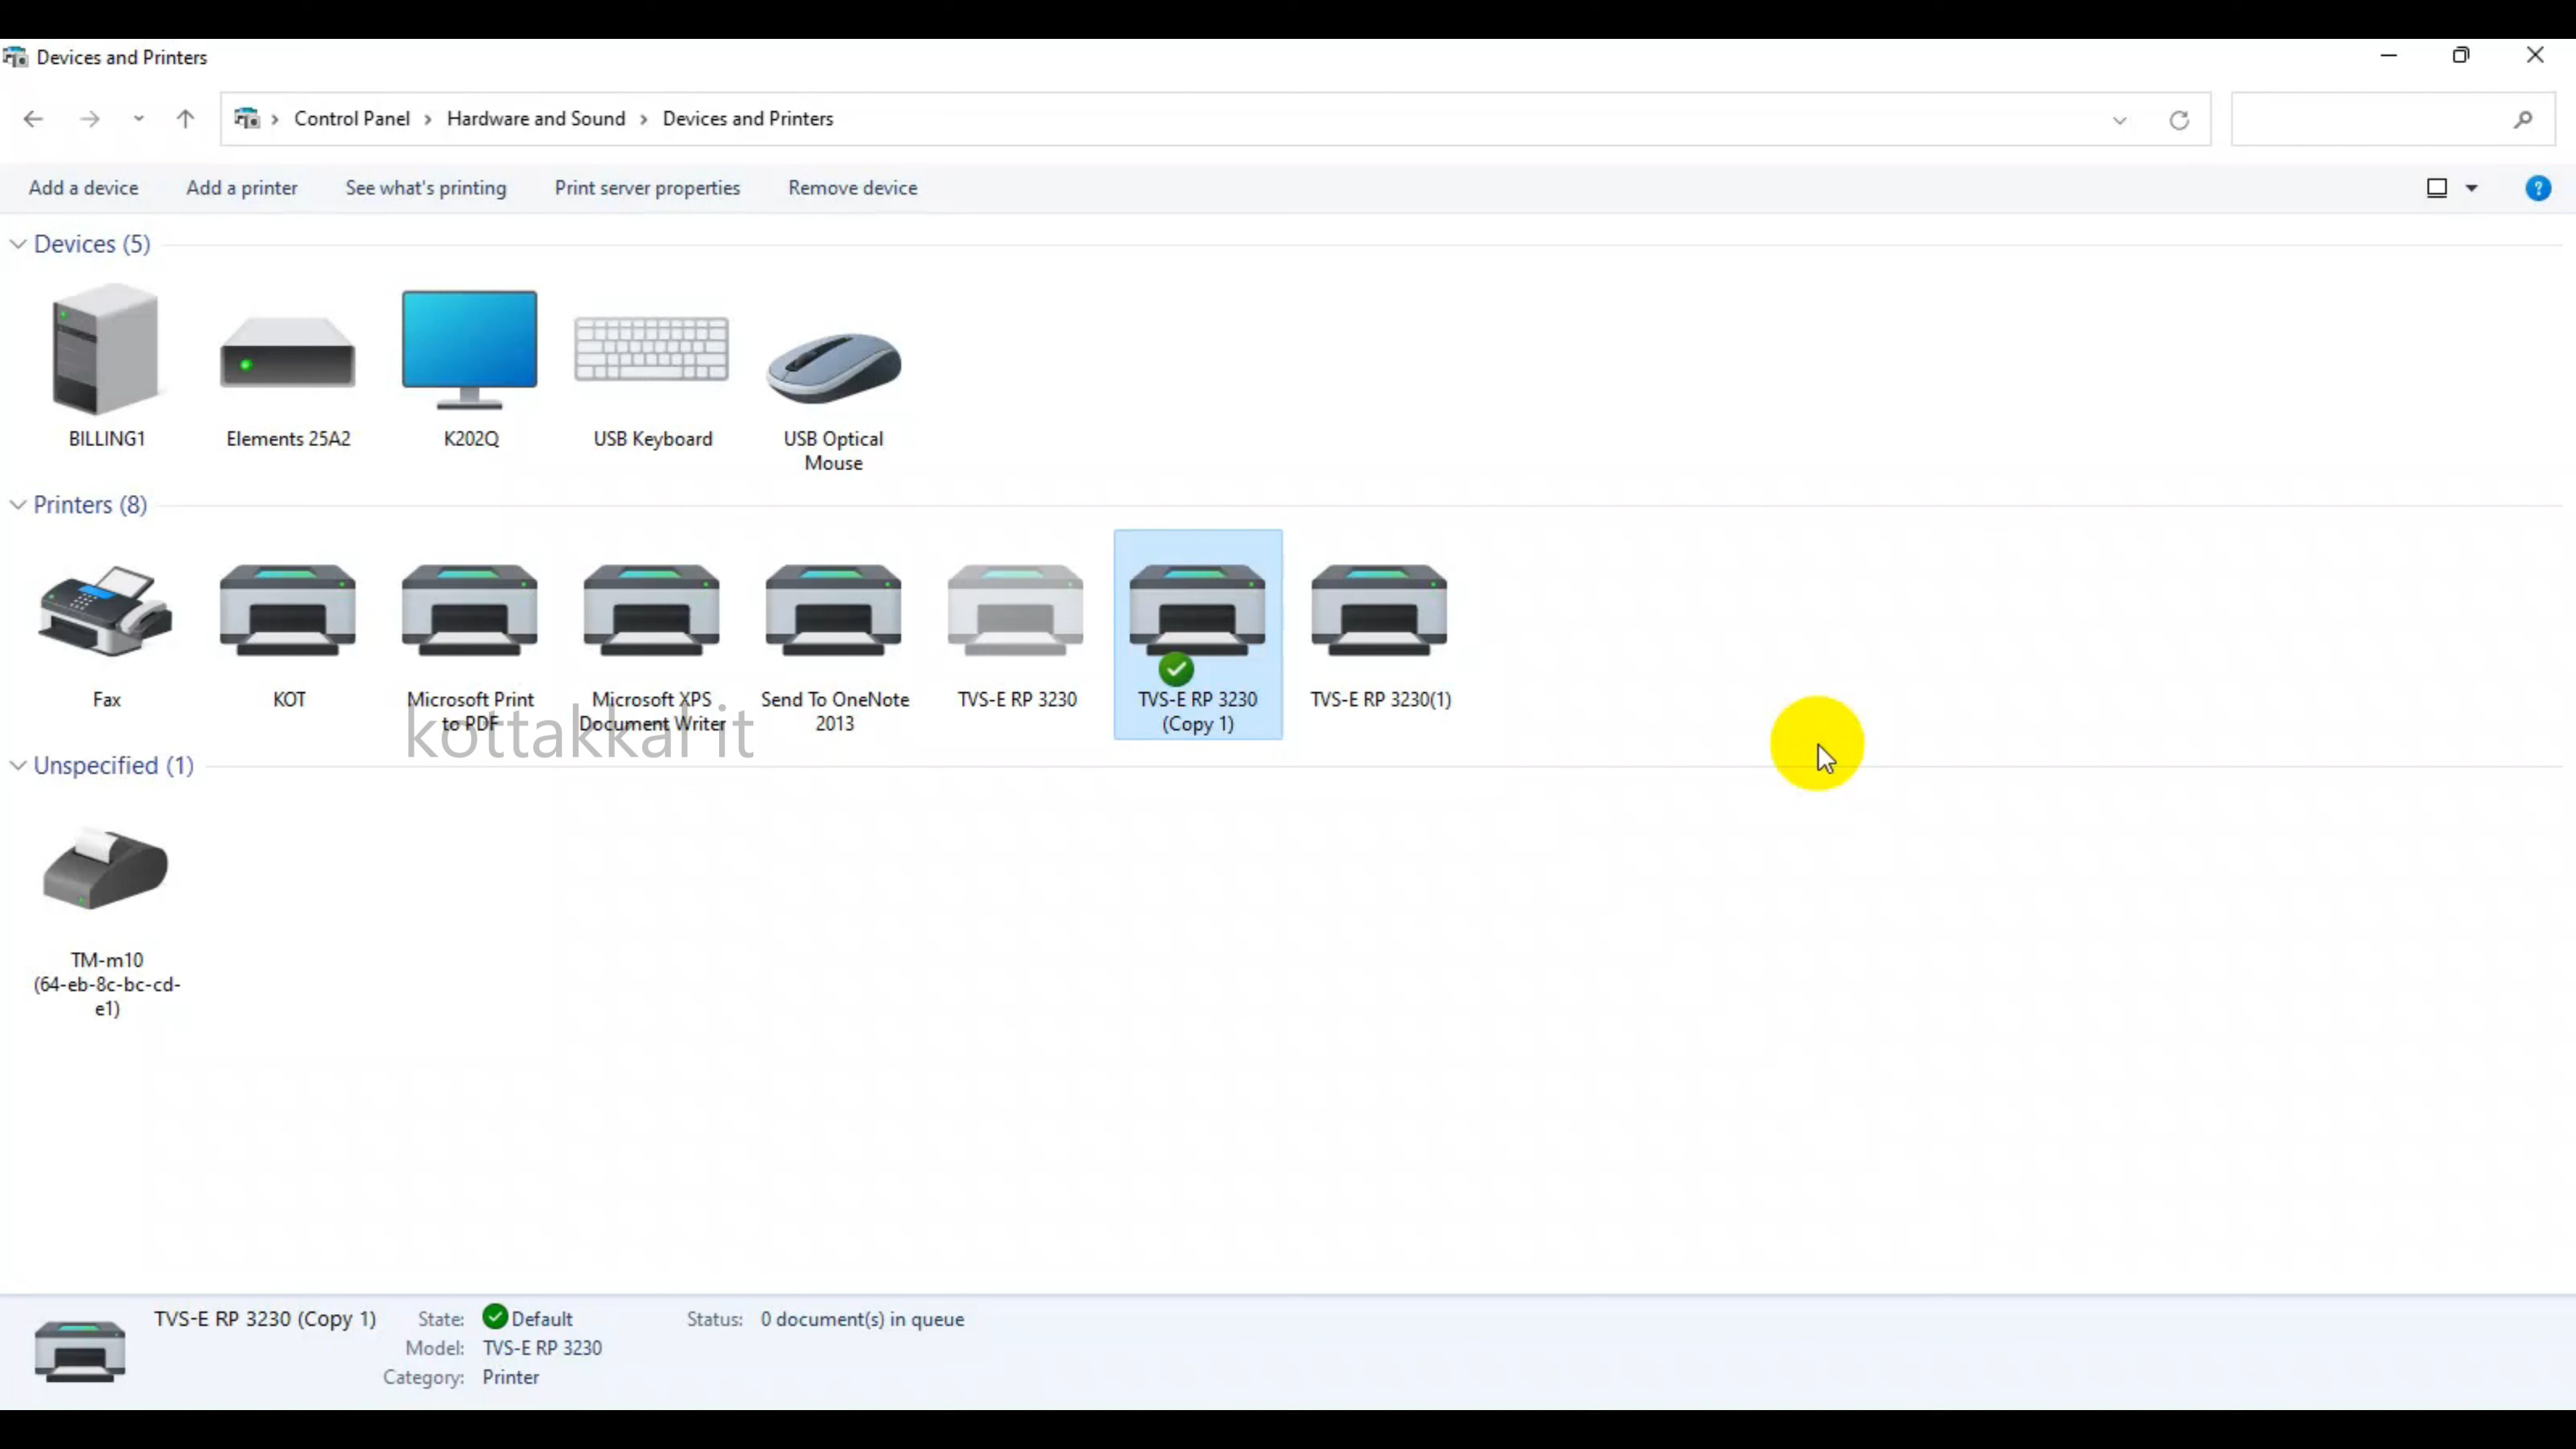 Devices and Printers
Control Panel › Hardware and Sound › Devices and Printers
Add a device Add a printer See what's printing Print server properties Remove device ?
Devices (5)
BILLING1 Elements 25A2 K202Q USB Keyboard USB Optical
Mouse
Printers (8)
Fax KOT Microsoft Print Microsoft XPS Send To OneNote TVS-E RP 3230 TVS-E RP 3230 TVS-E RP 3230(1)
to PDF Document Writer 2013 (Copy 1)
kottakkal it
Unspecified (1)
TM-m10
(64-eb-8c-bc-cd-
e1)
TVS-E RP 3230 (Copy 1) State: Default Status: 0 document(s) in queue
Model: TVS-E RP 3230
Category: Printer